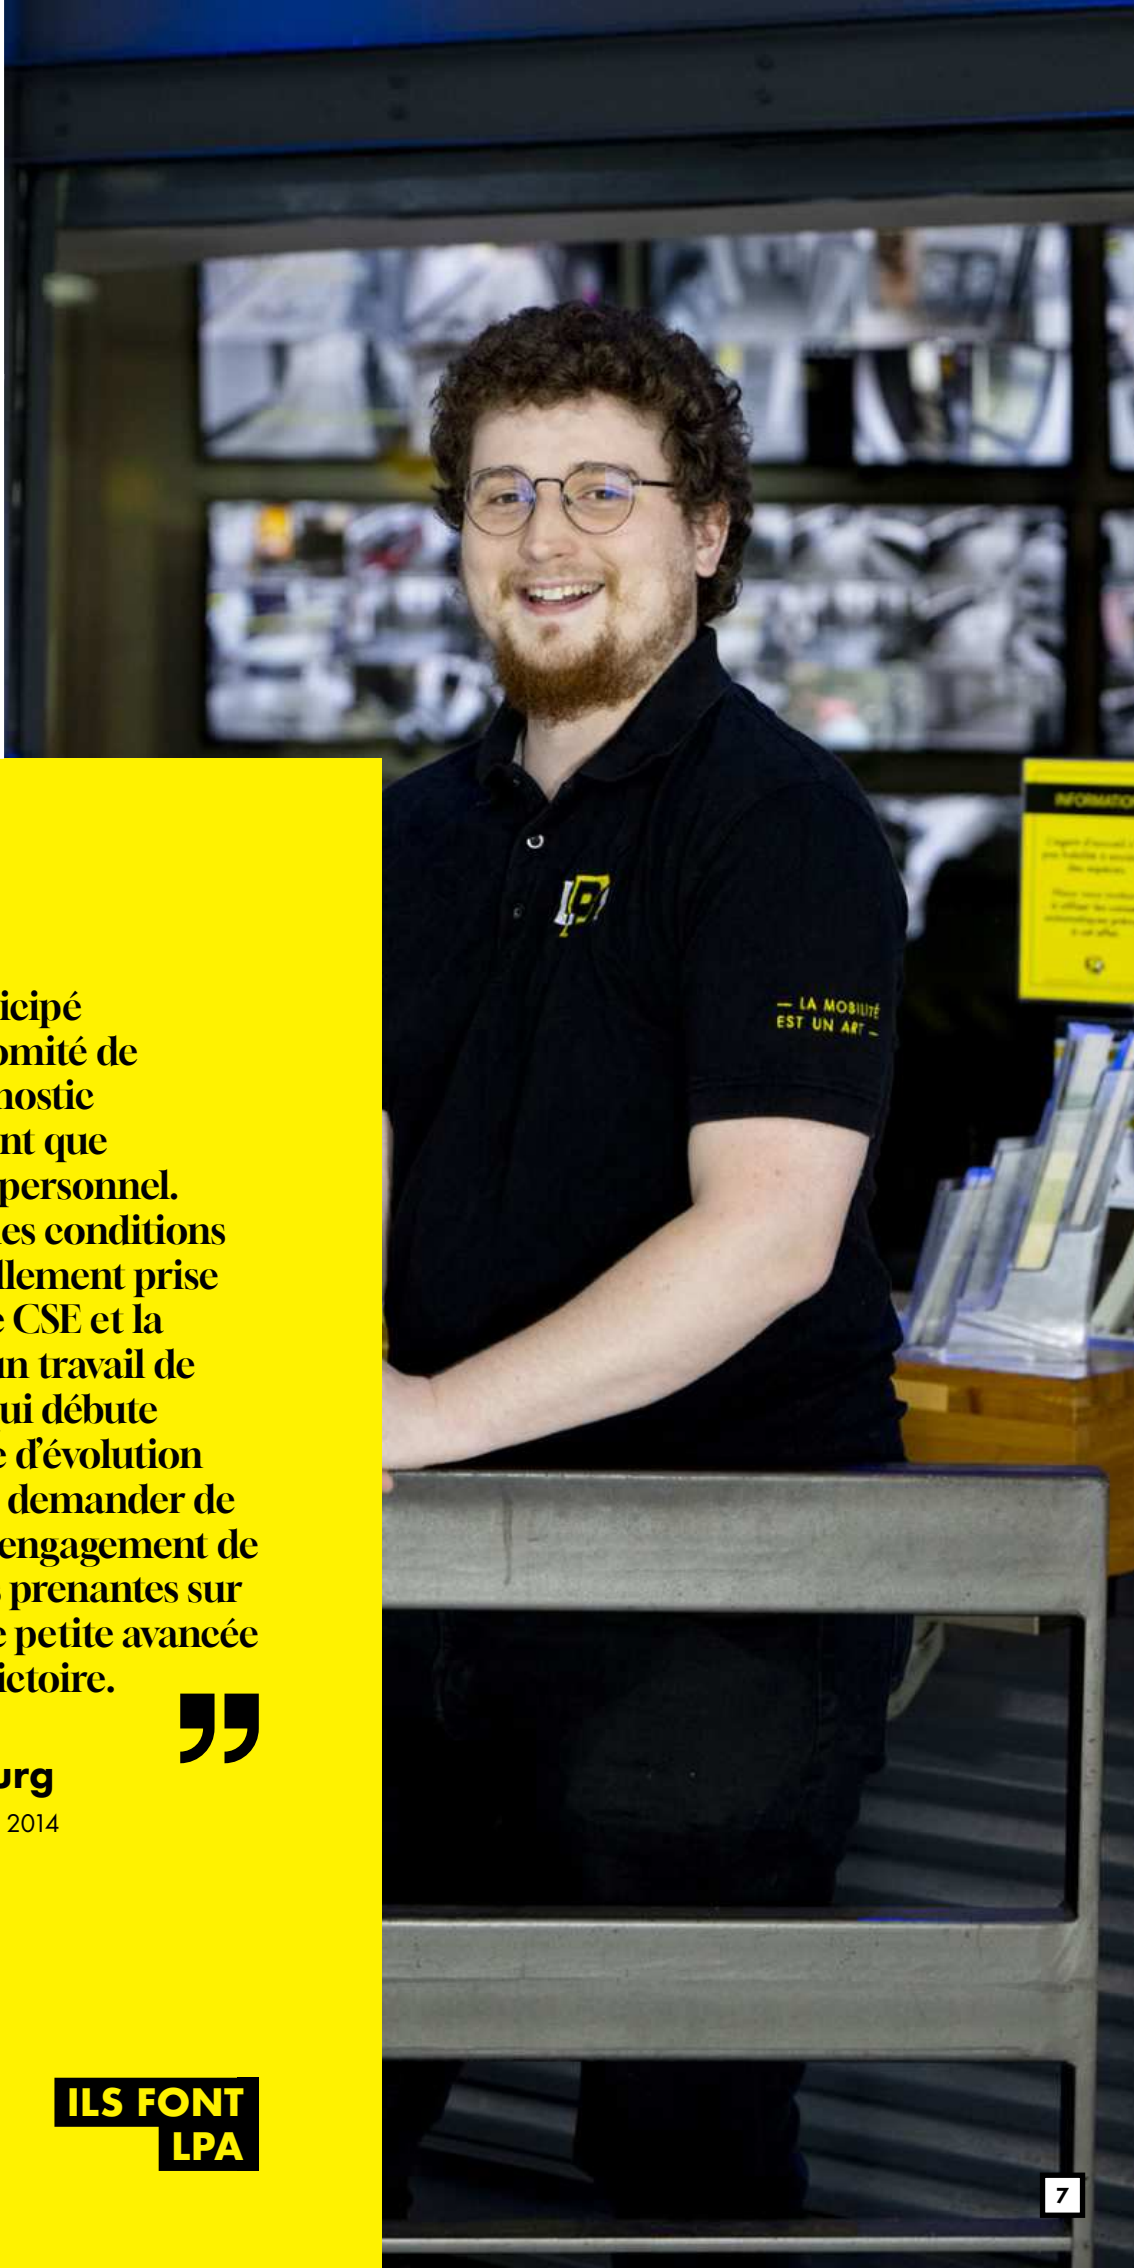 icipé
omité de
nostic
nt que
personnel.
es conditions
llement prise
e CSE et la
un travail de
ui débute
e d’évolution
demander de
engagement de
s prenantes sur
e petite avancée
ictoire.
”
urg
2014
ILS FONT
LPA
— LA MOBILITÉ
EST UN ART —
INFORMATION
7